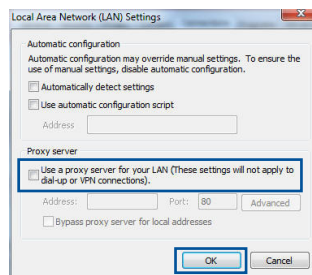 Local Area Network (LAN) Settings
Automatic configuration
Automatic configuration may override manual settings. To ensure the
use of manual settings, disable automatic configuration.
Automatically detect settings
Use automatic configuration script
Address
Proxy server
Use a proxy server for your LAN (These settings will not apply to
dial-up or VPN connections).
Address: Port: 80 Advanced
Bypass proxy server for local addresses
OK Cancel